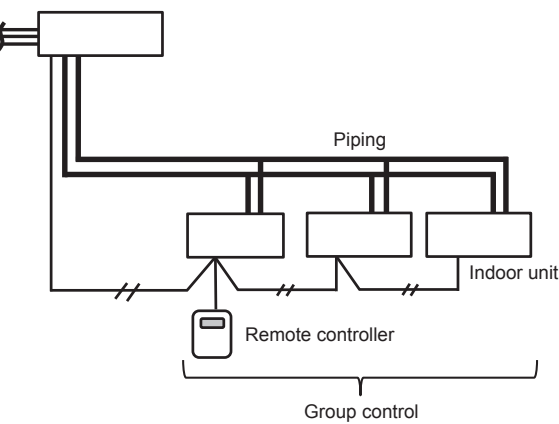 Piping
Indoor unit
Remote controller
Group control